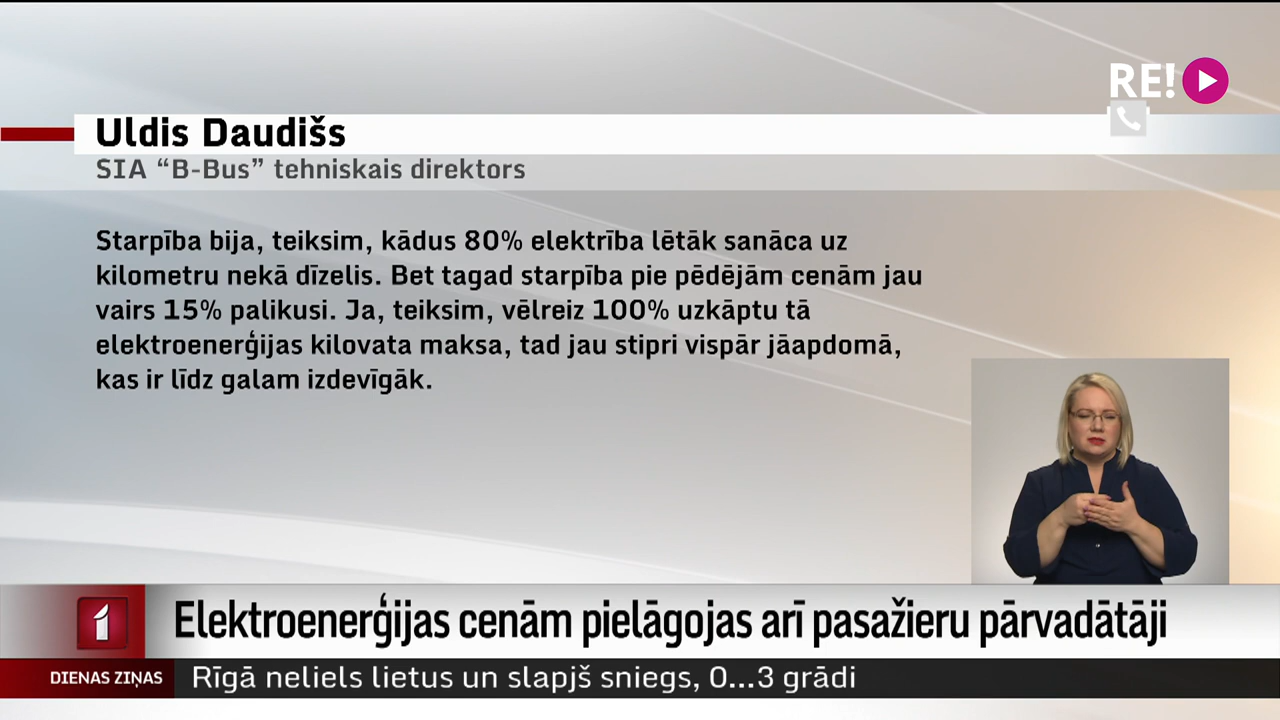 RE!
Uldis Daudišs
SIA “B-Bus” tehniskais direktors
Starpība bija, teiksim, kādus 80% elektrība lētāk sanāca uz
kilometru nekā dīzelis. Bet tagad starpība pie pēdējām cenām jau
vairs 15% palikusi. Ja, teiksim, vēlreiz 100% uzkāptu tā
elektroenerģijas kilovata maksa, tad jau stipri vispār jāapdomā,
kas ir līdz galam izdevīgāk.
1
Elektroenerģijas cenām pielāgojas arī pasažieru pārvadātāji
DIENAS ZIŅAS
Rīgā neliels lietus un slapjš sniegs, 0...3 grādi